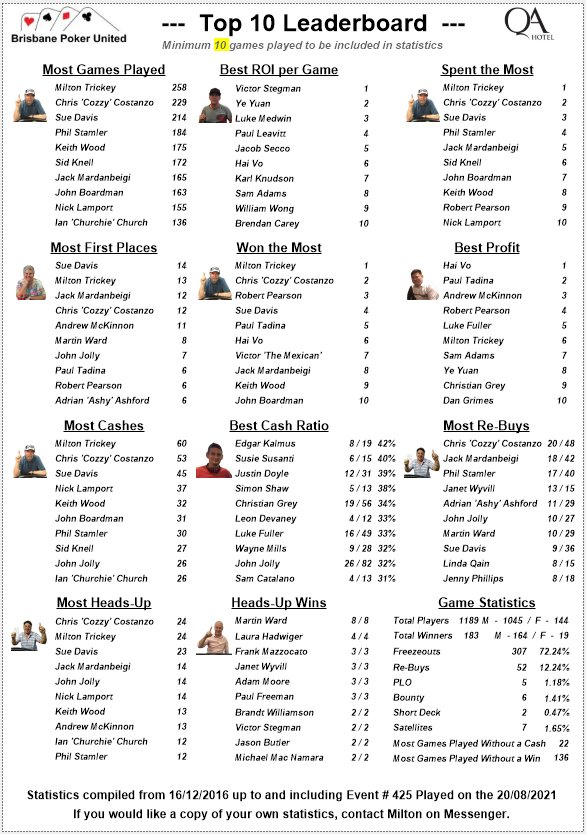 --- Top 10 Leaderboard ---
Brisbane Poker United
QA
HOTEL
Minimum 10 games played to be included in statistics
Most Games Played
Milton Trickey 258
Chris 'Cozzy' Costanzo 229
Sue Davis 214
Phil Stamler 184
Keith Wood 175
Sid Knell 172
Jack Mardanbeigi 165
John Boardman 163
Nick Lamport 155
Ian 'Churchie' Church 136
Best ROI per Game
Victor Stegman 1
Ye Yuan 2
Luke Medwin 3
Paul Leavitt 4
Jacob Secco 5
Hai Vo 6
Karl Knudson 7
Sam Adams 8
William Wong 9
Brendan Carey 10
Spent the Most
Milton Trickey 1
Chris 'Cozzy' Costanzo 2
Sue Davis 3
Phil Stamler 4
Jack Mardanbeigi 5
Sid Knell 6
John Boardman 7
Keith Wood 8
Robert Pearson 9
Nick Lamport 10
Most First Places
Sue Davis 14
Milton Trickey 13
Jack Mardanbeigi 12
Chris 'Cozzy' Costanzo 12
Andrew McKinnon 11
Martin Ward 8
John Jolly 7
Paul Tadina 6
Robert Pearson 6
Adrian 'Ashy' Ashford 6
Won the Most
Milton Trickey 1
Chris 'Cozzy' Costanzo 2
Robert Pearson 3
Sue Davis 4
Paul Tadina 5
Hai Vo 6
Victor 'The Mexican' 7
Jack Mardanbeigi 8
Keith Wood 9
John Boardman 10
Best Profit
Hai Vo 1
Paul Tadina 2
Andrew McKinnon 3
Robert Pearson 4
Luke Fuller 5
Milton Trickey 6
Sam Adams 7
Ye Yuan 8
Christian Grey 9
Dan Grimes 10
Most Cashes
Milton Trickey 60
Chris 'Cozzy' Costanzo 53
Sue Davis 45
Nick Lamport 37
Keith Wood 32
John Boardman 31
Phil Stamler 30
Sid Knell 27
John Jolly 26
Ian 'Churchie' Church 26
Best Cash Ratio
Edgar Kalmus 8 / 19 42%
Susie Susanti 6 / 15 40%
Justin Doyle 12 / 31 39%
Simon Shaw 5 / 13 38%
Christian Grey 19 / 56 34%
Leon Devaney 4 / 12 33%
Luke Fuller 16 / 49 33%
Wayne Mills 9 / 28 32%
John Jolly 26 / 82 32%
Sam Catalano 4 / 13 31%
Most Re-Buys
Chris 'Cozzy' Costanzo 20 / 48
Jack Mardanbeigi 18 / 42
Phil Stamler 17 / 40
Janet Wyvill 13 / 15
Adrian 'Ashy' Ashford 11 / 29
John Jolly 10 / 27
Martin Ward 10 / 29
Sue Davis 9 / 36
Linda Qain 8 / 15
Jenny Phillips 8 / 18
Most Heads-Up
Chris 'Cozzy' Costanzo 24
Milton Trickey 24
Sue Davis 23
Jack Mardanbeigi 14
John Jolly 14
Nick Lamport 14
Keith Wood 13
Andrew McKinnon 13
Ian 'Churchie' Church 12
Phil Stamler 12
Heads-Up Wins
Martin Ward 8 / 8
Laura Hadwiger 4 / 4
Frank Mazzocato 3 / 3
Janet Wyvill 3 / 3
Adam Moore 3 / 3
Paul Freeman 3 / 3
Brandt Williamson 2 / 2
Victor Stegman 2 / 2
Jason Butler 2 / 2
Michael Mac Namara 2 / 2
Game Statistics
Total Players 1189 M - 1045 / F - 144
Total Winners 183 M - 164 / F - 19
Freezeouts 307 72.24%
Re-Buys 52 12.24%
PLO 5 1.18%
Bounty 6 1.41%
Short Deck 2 0.47%
Satellites 7 1.65%
Most Games Played Without a Cash 22
Most Games Played Without a Win 136
Statistics compiled from 16/12/2016 up to and including Event # 425 Played on the 20/08/2021
If you would like a copy of your own statistics, contact Milton on Messenger.